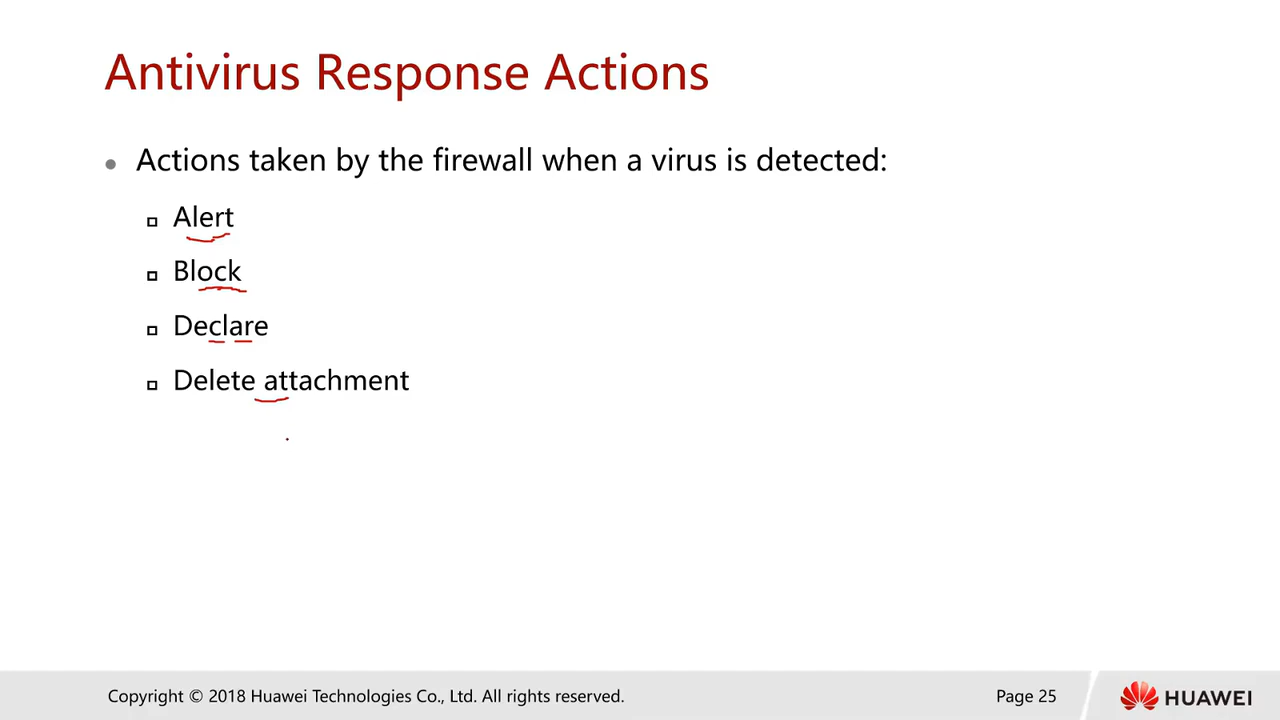 Antivirus Response Actions
Actions taken by the firewall when a virus is detected:
Alert
Block
Declare
Delete attachment
Copyright © 2018 Huawei Technologies Co., Ltd. All rights reserved.
Page 25
HUAWEI